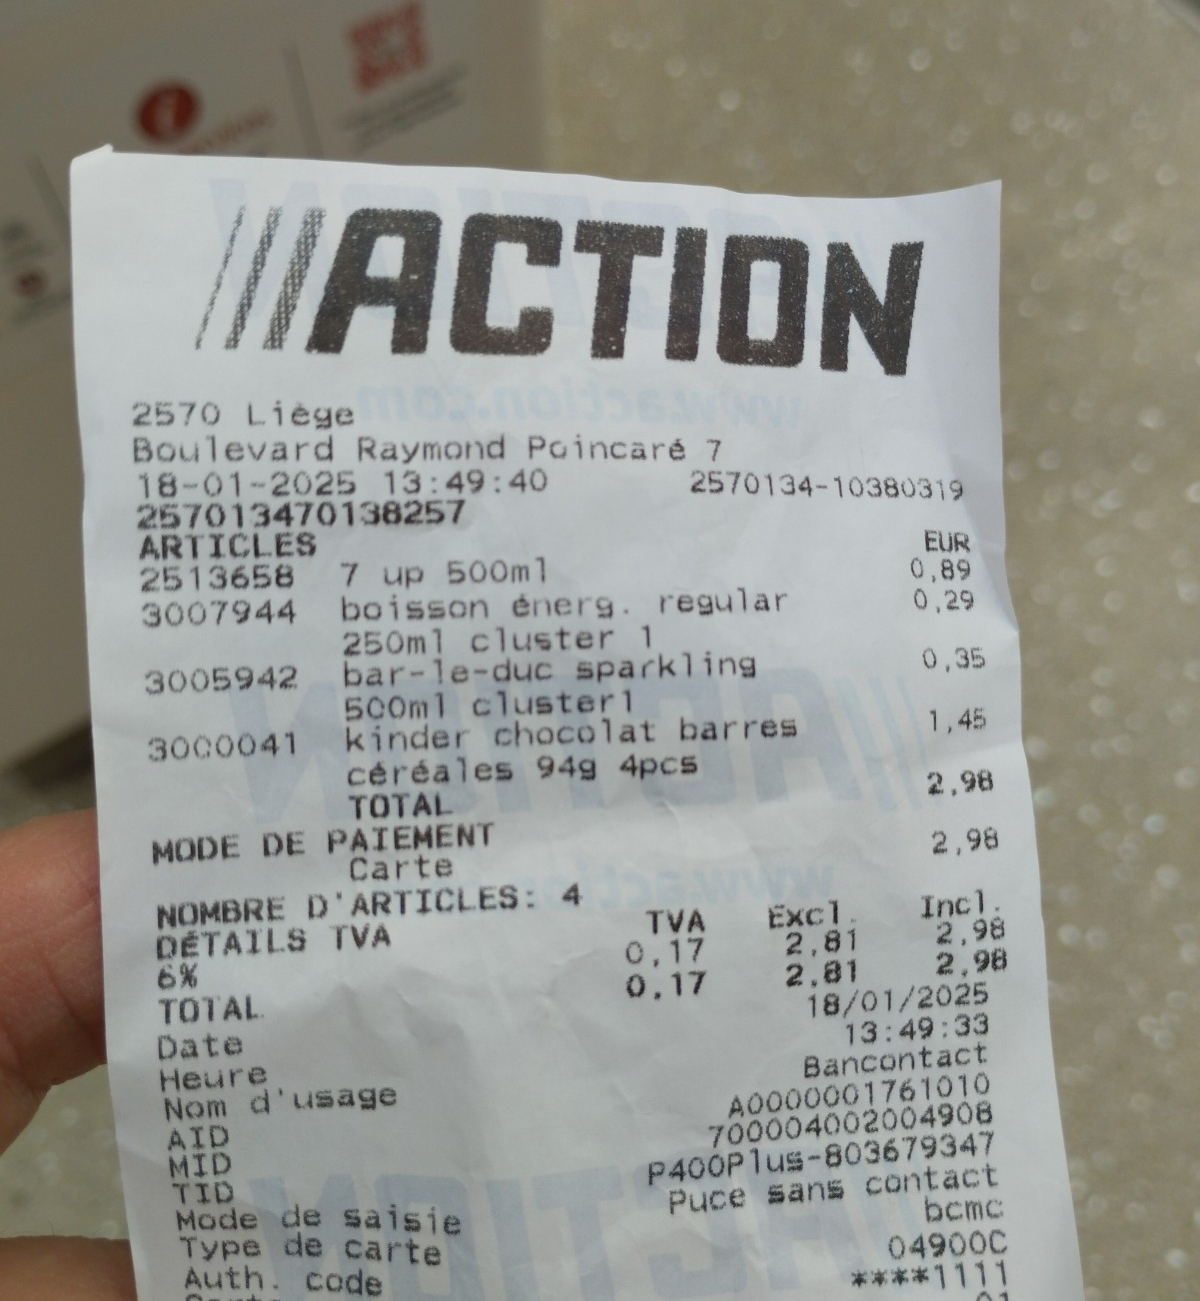 ///ACTION
2570 Liège
Boulevard Raymond Poincaré 7
18-01-2025 13:49:40 2570134-10380319
257013470138257
ARTICLES EUR
2513658 7 up 500ml 0,89
3007944 boisson énerg. regular 0,29
250ml cluster 1
3005942 bar-le-duc sparkling 0,35
500ml cluster1
3000041 kinder chocolat barres 1,45
céréales 94g 4pcs
TOTAL 2,98
MODE DE PAIEMENT
Carte 2,98
NOMBRE D'ARTICLES: 4
DÉTAILS TVA TVA Excl. Incl.
6% 0,17 2,81 2,98
TOTAL 0,17 2,81 2,98
Date 18/01/2025
Heure 13:49:33
Nom d'usage Bancontact
AID A0000001761010
MID 700004002004908
TID P400Plus-803679347
Mode de saisie Puce sans contact
Type de carte bcmc
Auth. code 04900C
****1111